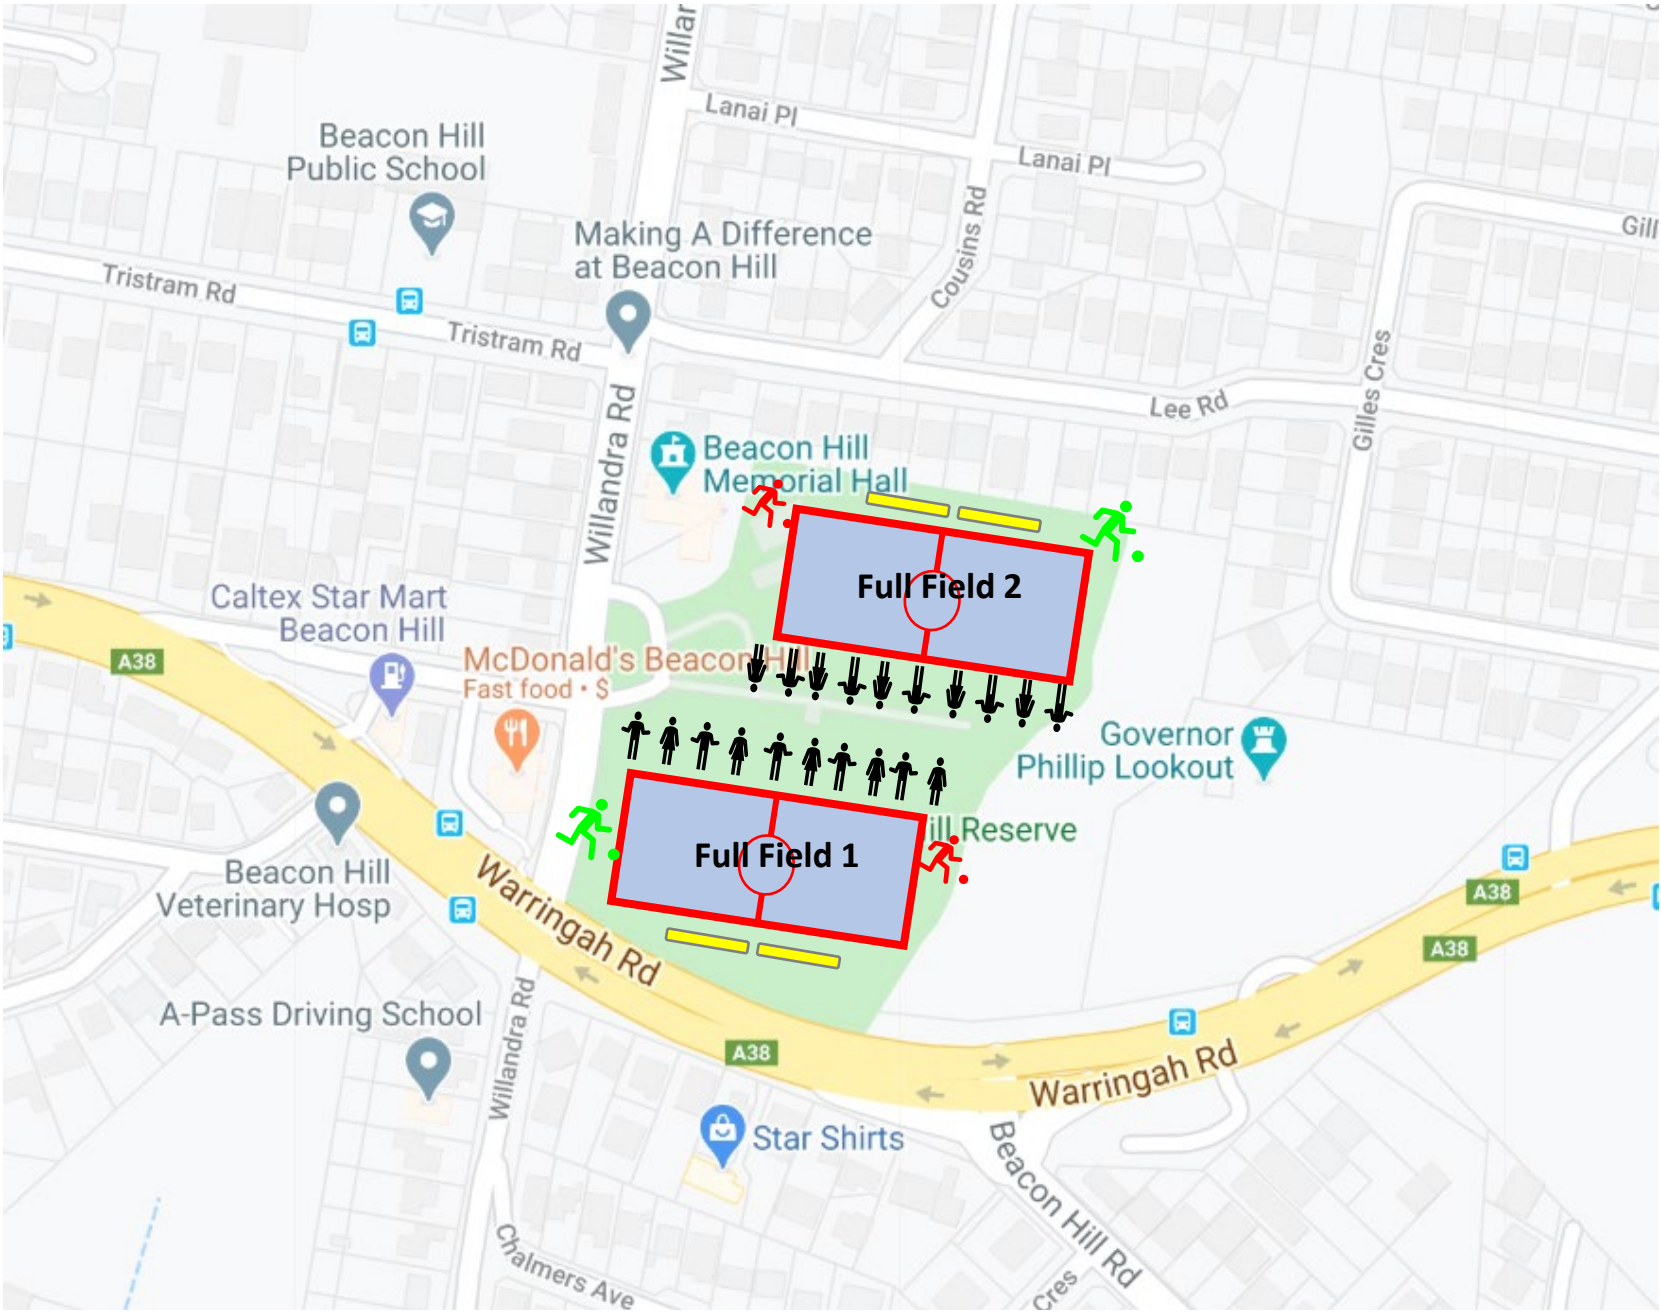 Willar
Lanai Pl
Lanai Pl
Beacon Hill
Public School
Cousins Rd
Making A Difference
at Beacon Hill
Gill
Tristram Rd
Tristram Rd
Gilles Cres
Lee Rd
Willandra Rd
Beacon Hill
Memorial Hall
Full Field 2
Caltex Star Mart
Beacon Hill
A38
McDonald's Beacon Hill
Fast food • $
Governor
Phillip Lookout
ill Reserve
Full Field 1
Beacon Hill
Veterinary Hosp
Warringah Rd
A38
A38
A-Pass Driving School
Willandra Rd
A38
Warringah Rd
Star Shirts
Beacon Hill Rd
Chalmers Ave
Cres